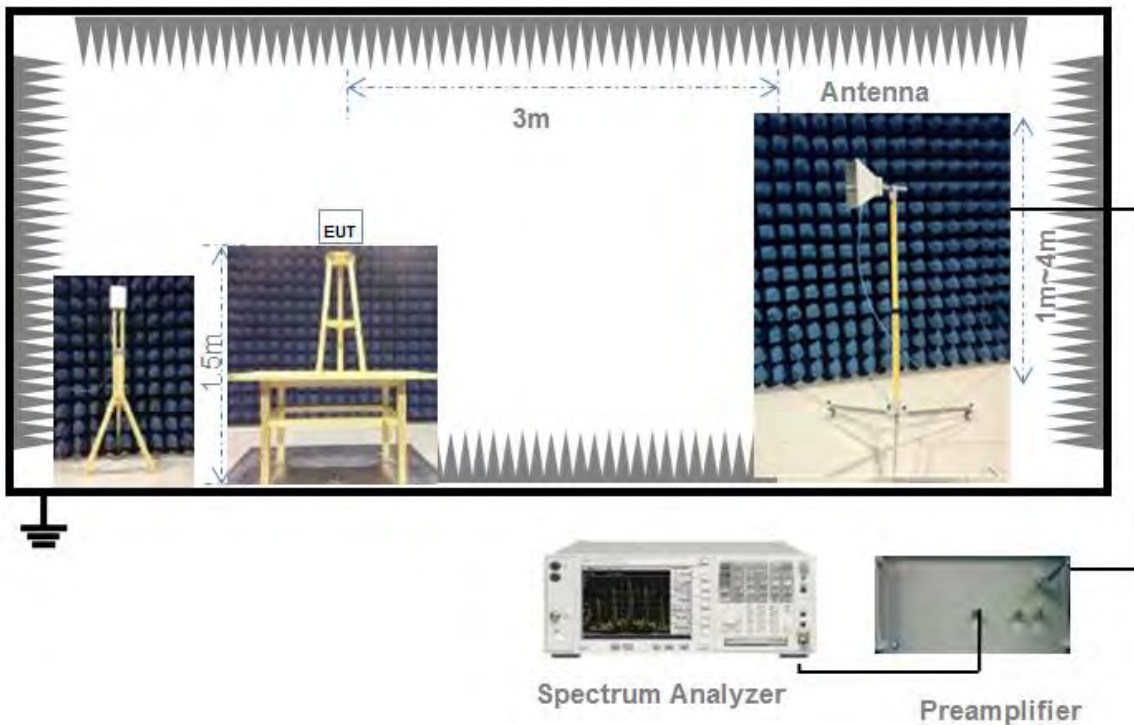 Antenna
3m
EUT
1.5m
1m~4m
Spectrum Analyzer
Preamplifier